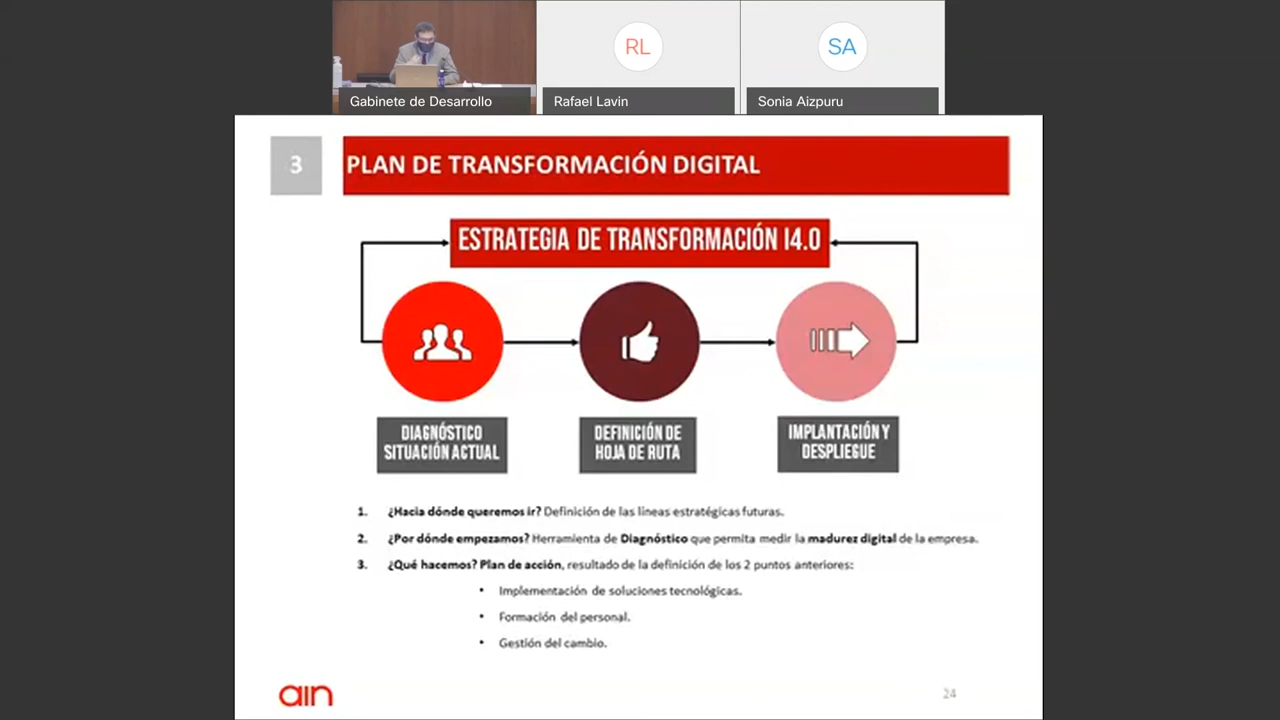 RL
SA
Gabinete de Desarrollo
Rafael Lavin
Sonia Aizpuru
3
PLAN DE TRANSFORMACIÓN DIGITAL
ESTRATEGIA DE TRANSFORMACIÓN I4.0
DIAGNÓSTICO
SITUACIÓN ACTUAL
DEFINICIÓN DE
HOJA DE RUTA
IMPLANTACIÓN Y
DESPLIEGUE
1. ¿Hacia dónde queremos ir? Definición de las líneas estratégicas futuras.
2. ¿Por dónde empezamos? Herramienta de Diagnóstico que permita medir la madurez digital de la empresa.
3. ¿Qué hacemos? Plan de acción, resultado de la definición de los 2 puntos anteriores:
• Implementación de soluciones tecnológicas.
• Formación del personal.
• Gestión del cambio.
ain
24